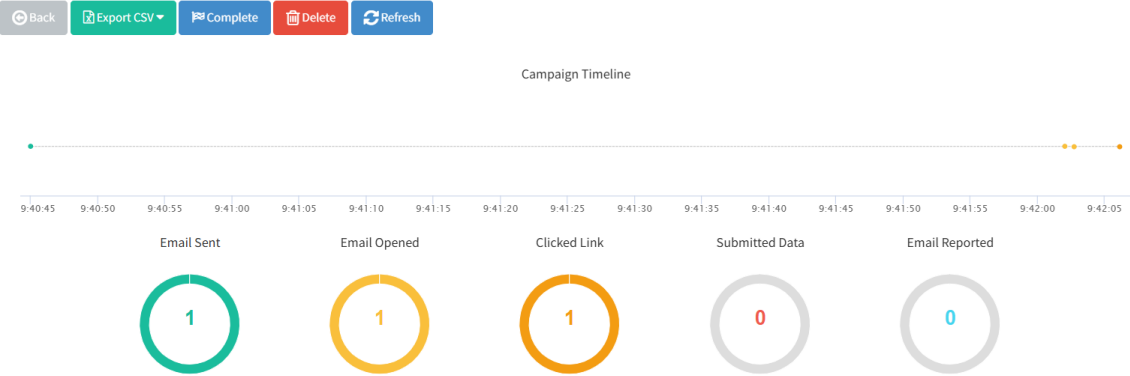 Back Export CSV Complete Delete Refresh
Campaign Timeline
9:40:45 9:40:50 9:40:55 9:41:00 9:41:05 9:41:10 9:41:15 9:41:20 9:41:25 9:41:30 9:41:35 9:41:40 9:41:45 9:41:50 9:41:55 9:42:00 9:42:05
Email Sent Email Opened Clicked Link Submitted Data Email Reported
1 1 1 0 0